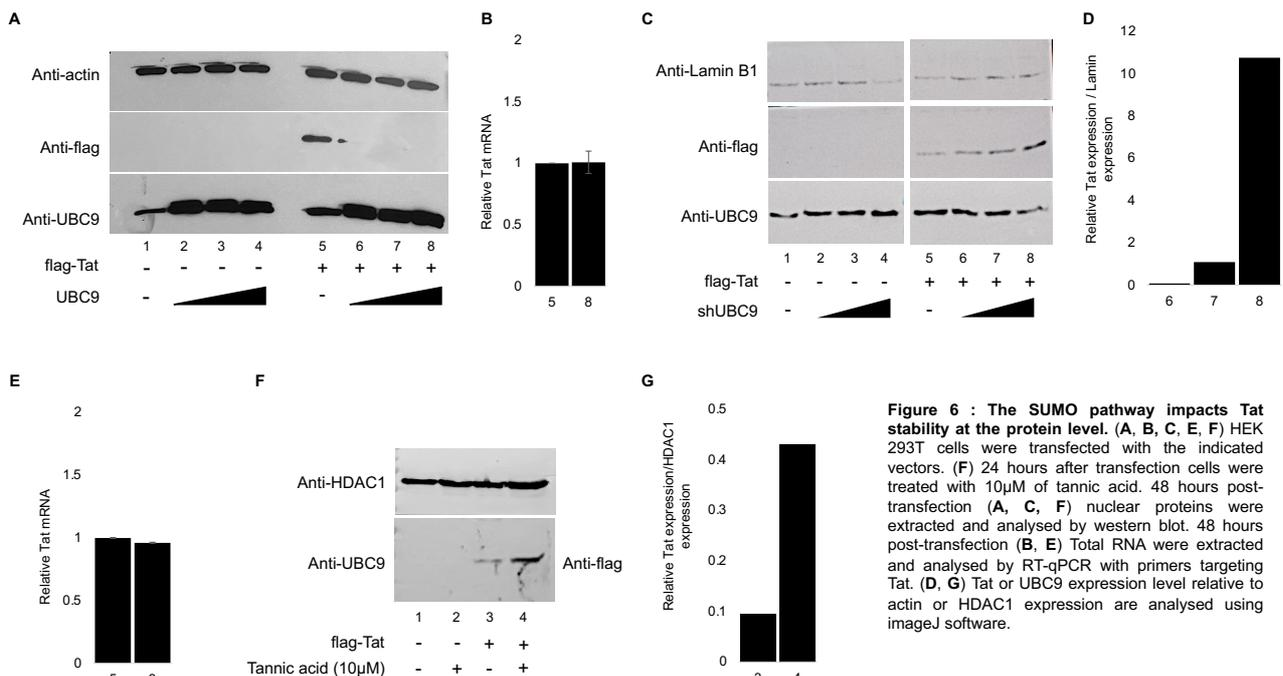 A
Anti-actin
Anti-flag
Anti-UBC9
1 2 3 4 5 6 7 8
flag-Tat - - - - + + + +
UBC9 - -
B
2
1.5
1
0.5
0
Relative Tat mRNA
5 8
C
Anti-Lamin B1
Anti-flag
Anti-UBC9
1 2 3 4 5 6 7 8
flag-Tat - - - - + + + +
shUBC9 - -
D
12
10
8
6
4
2
0
Relative Tat expression / Lamin
expression
6 7 8
E
2
1.5
1
0.5
0
Relative Tat mRNA
F
Anti-HDAC1
Anti-UBC9 Anti-flag
1 2 3 4
flag-Tat - - + +
Tannic acid (10µM) - + - +
G
0.5
0.4
0.3
0.2
0.1
0
Relative Tat expression/HDAC1
expression
Figure 6 : The SUMO pathway impacts Tat
stability at the protein level. (A, B, C, E, F) HEK
293T cells were transfected with the indicated
vectors. (F) 24 hours after transfection cells were
treated with 10µM of tannic acid. 48 hours post-
transfection (A, C, F) nuclear proteins were
extracted and analysed by western blot. 48 hours
post-transfection (B, E) Total RNA were extracted
and analysed by RT-qPCR with primers targeting
Tat. (D, G) Tat or UBC9 expression level relative to
actin or HDAC1 expression are analysed using
imageJ software.